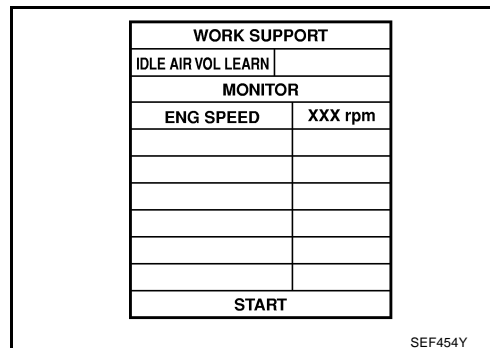 WORK SUPPORT
IDLE AIR VOL LEARN
MONITOR
ENG SPEED XXX rpm
START
SEF454Y